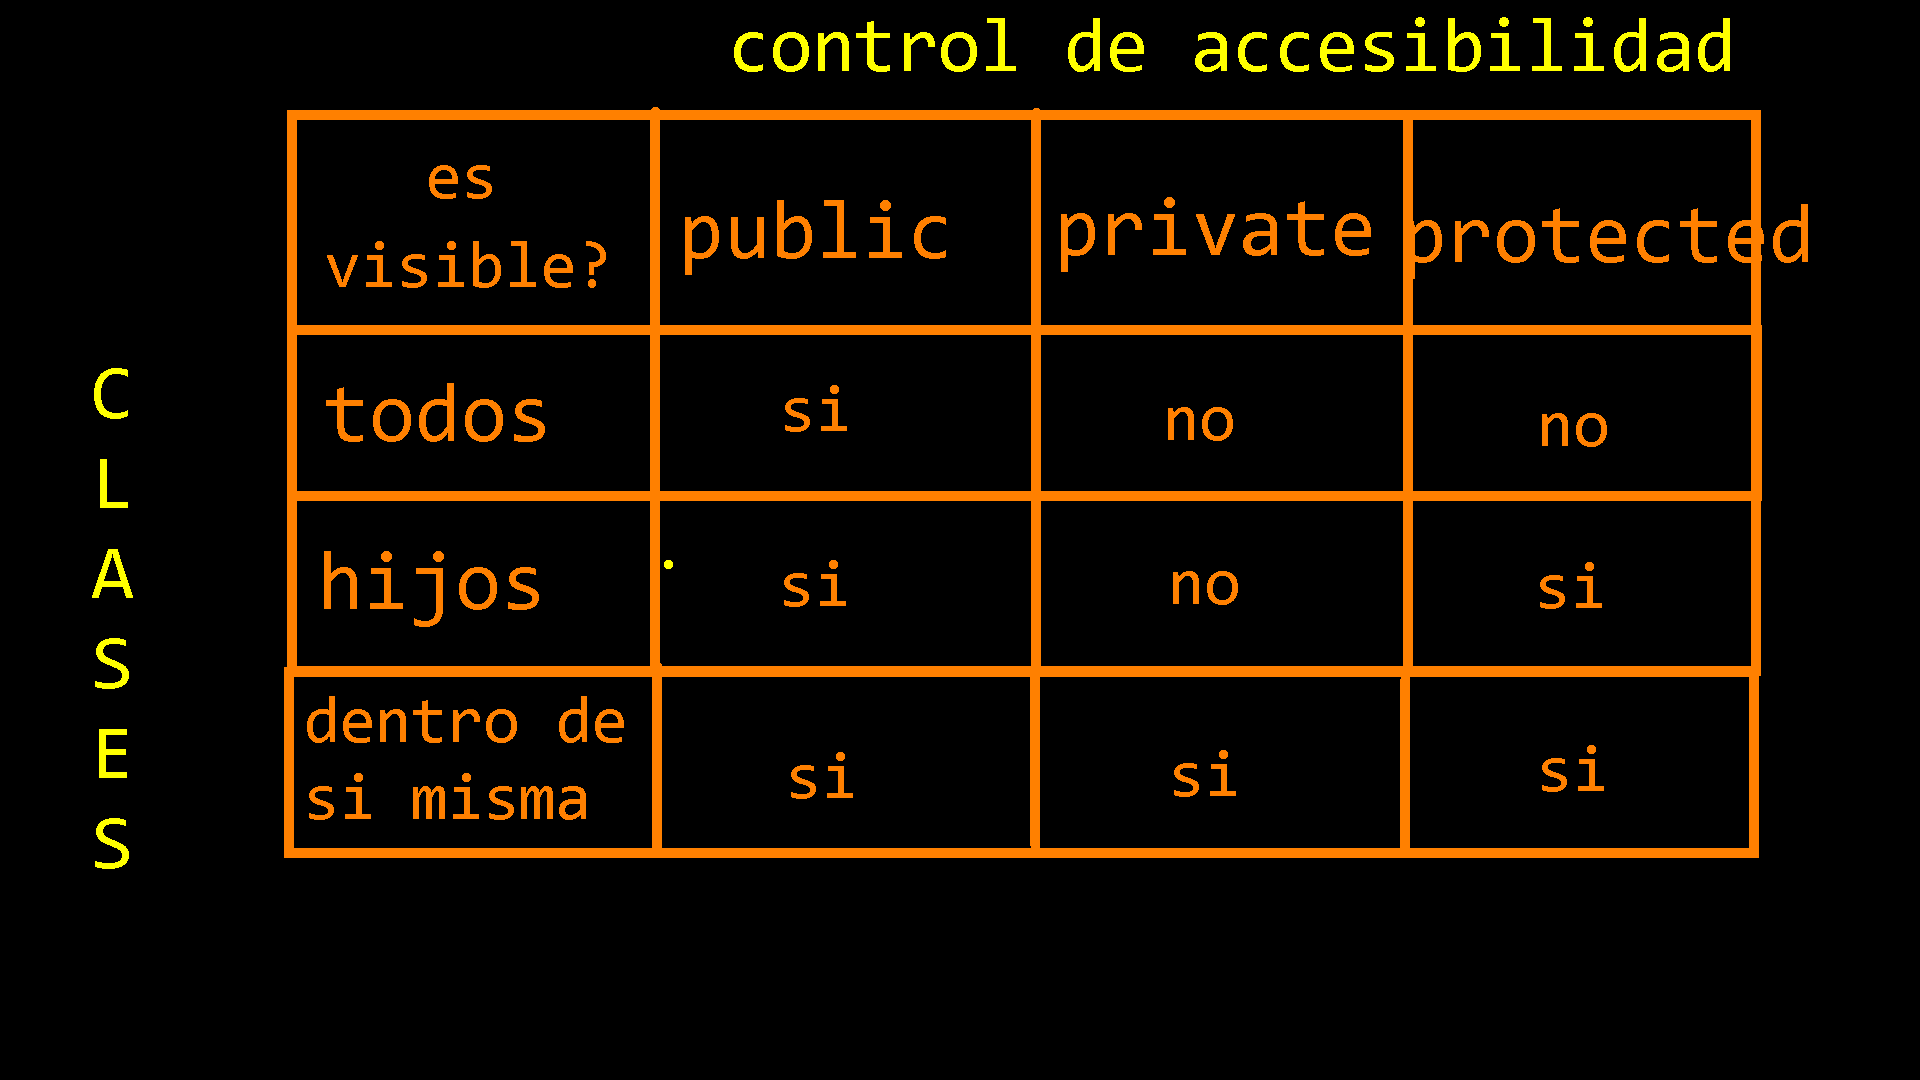 control de accesibilidad
es
visible?
public
private
protected
todos
si
no
no
hijos
si
no
si
dentro de
si misma
si
si
si
C
L
A
S
E
S